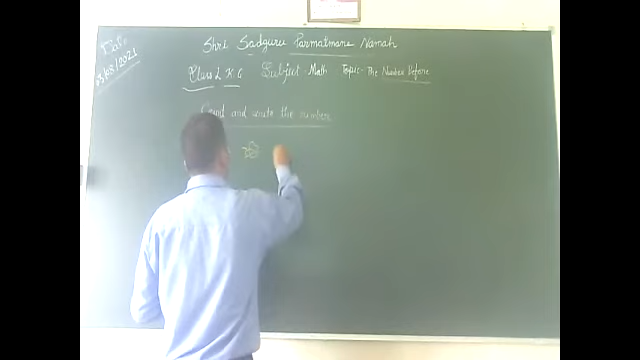 Date
03/08/2021
Shri Sadguru Parmatmane Namah
Class L K G Subject - Math Topic - The Number Before
Count and write the number